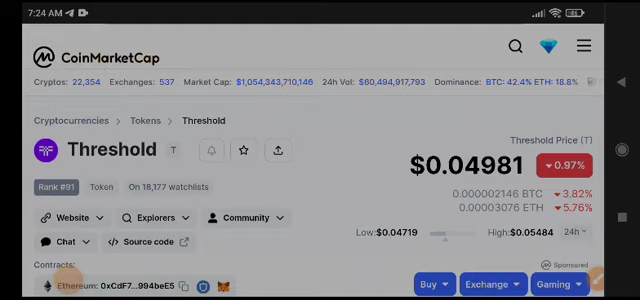 7:24 AM
CoinMarketCap
Cryptos: 22,354 Exchanges: 537 Market Cap: $1,054,343,710,146 24h Vol: $60,494,917,793 Dominance: BTC: 42.4% ETH: 18.8%
Cryptocurrencies > Tokens > Threshold
Threshold T
Threshold Price (T)
$0.04981 ▾ 0.97%
Rank #91 Token On 18,177 watchlists
0.000002146 BTC ▾ 3.82%
0.00003076 ETH ▾ 5.76%
Website Explorers Community
Low: $0.04719 High: $0.05484 24h
Chat </> Source code
Contracts:
Sponsored
Ethereum: 0xCdF7...994beE5
Buy Exchange Gaming